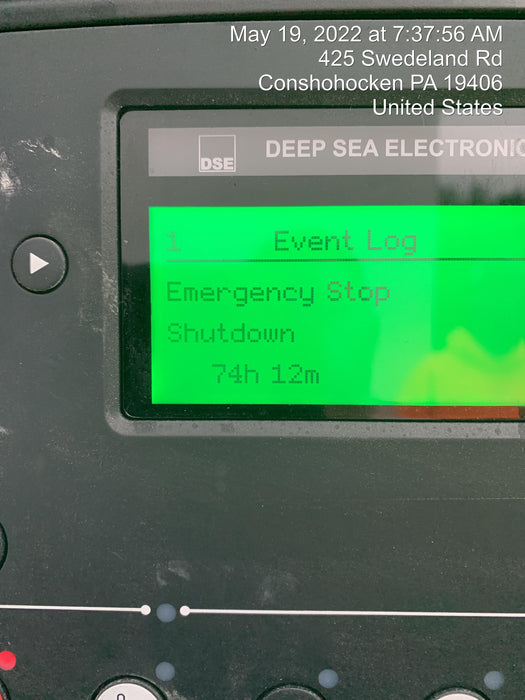 May 19, 2022 at 7:37:56 AM
425 Swedeland Rd
Conshohocken PA 19406
United States
DSE DEEP SEA ELECTRONIC
1 Event Log
Emergency Stop
Shutdown
74h 12m